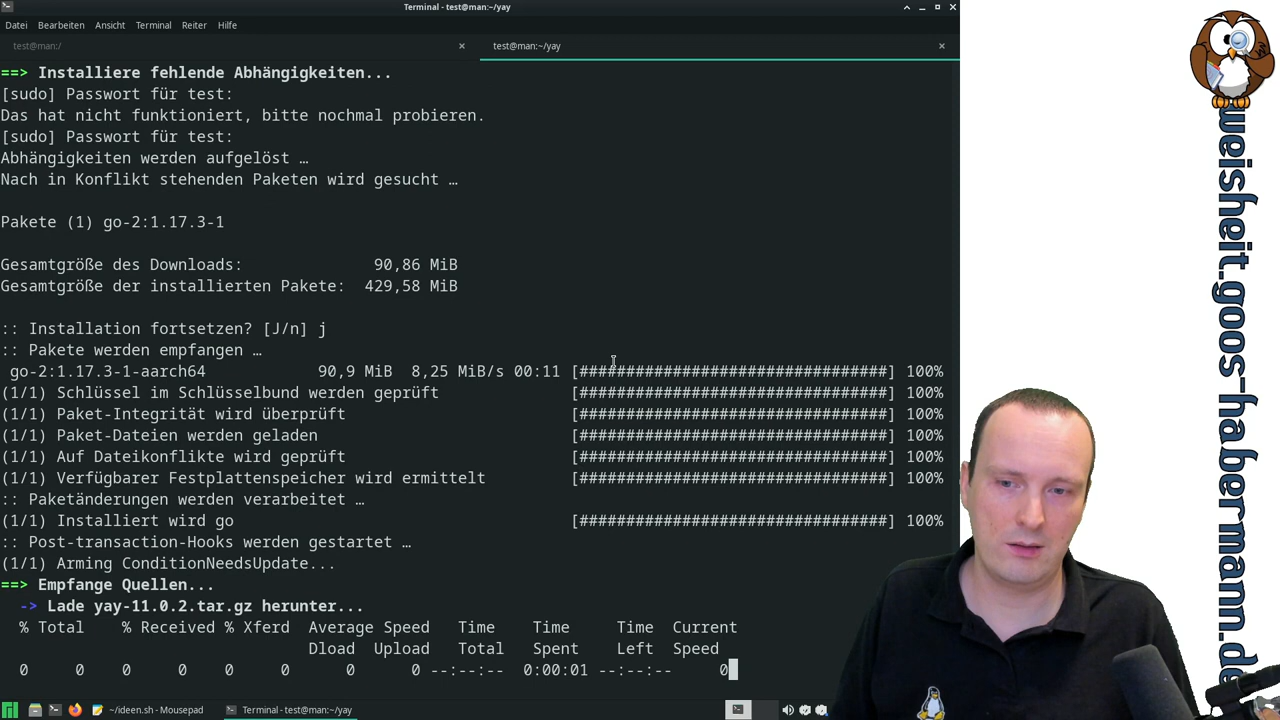 Terminal - test@man:~/yay
Datei Bearbeiten Ansicht Terminal Reiter Hilfe
test@man:/
test@man:~/yay
==> Installiere fehlende Abhängigkeiten...
[sudo] Passwort für test:
Das hat nicht funktioniert, bitte nochmal probieren.
[sudo] Passwort für test:
Abhängigkeiten werden aufgelöst …
Nach in Konflikt stehenden Paketen wird gesucht …
Pakete (1) go-2:1.17.3-1
Gesamtgröße des Downloads: 90,86 MiB
Gesamtgröße der installierten Pakete: 429,58 MiB
:: Installation fortsetzen? [J/n] j
:: Pakete werden empfangen …
go-2:1.17.3-1-aarch64 90,9 MiB 8,25 MiB/s 00:11 [#################################] 100%
(1/1) Schlüssel im Schlüsselbund werden geprüft [#################################] 100%
(1/1) Paket-Integrität wird überprüft [#################################] 100%
(1/1) Paket-Dateien werden geladen [#################################] 100%
(1/1) Auf Dateikonflikte wird geprüft [#################################] 100%
(1/1) Verfügbarer Festplattenspeicher wird ermittelt [#################################] 100%
:: Paketänderungen werden verarbeitet …
(1/1) Installiert wird go [#################################] 100%
:: Post-transaction-Hooks werden gestartet …
(1/1) Arming ConditionNeedsUpdate...
==> Empfange Quellen...
-> Lade yay-11.0.2.tar.gz herunter...
% Total % Received % Xferd Average Speed Time Time Time Current
Dload Upload Total Spent Left Speed
0 0 0 0 0 0 0 0 --:--:-- 0:00:01 --:--:-- 0
~/ideen.sh - Mousepad
Terminal - test@man:~/yay
weisheit.goos-habermann.de